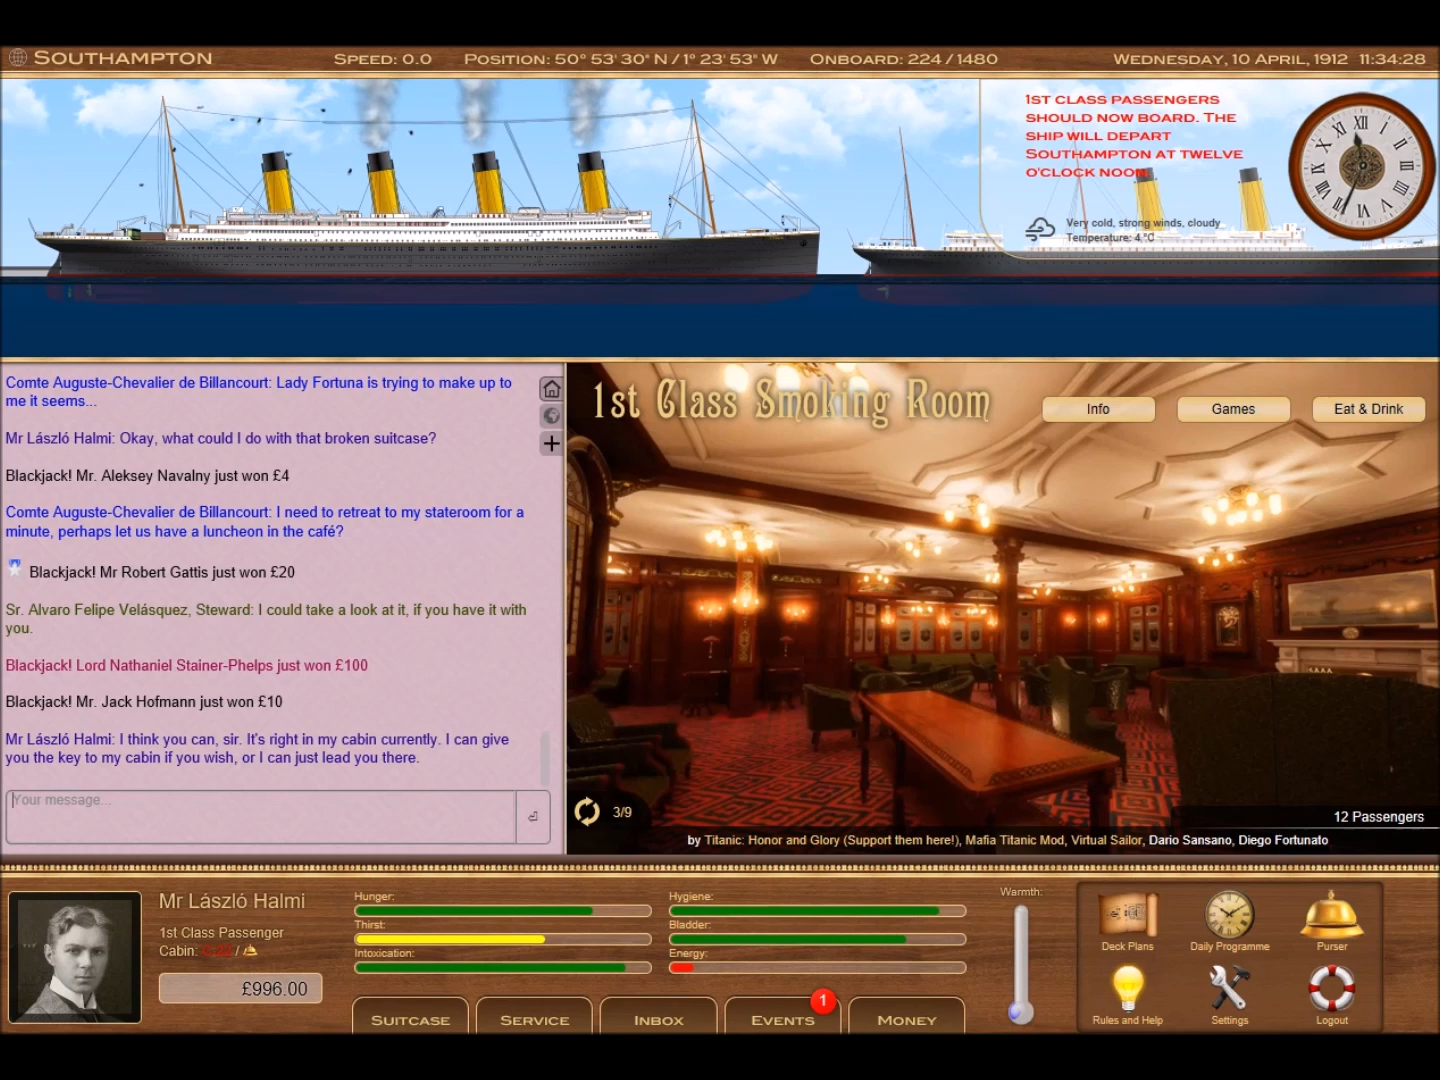 SOUTHAMPTON SPEED: 0.0 POSITION: 50° 53' 30" N / 1° 23' 53" W ONBOARD: 224 / 1480 WEDNESDAY, 10 APRIL, 1912 11:34:28
1ST CLASS PASSENGERS
SHOULD NOW BOARD. THE
SHIP WILL DEPART
SOUTHAMPTON AT TWELVE
O'CLOCK NOON.
Very cold, strong winds, cloudy
Temperature: 4 °C
XII
I
II
III
IV
V
VI
VII
VIII
IX
X
XI
Comte Auguste-Chevalier de Billancourt: Lady Fortuna is trying to make up to
me it seems...
Mr László Halmi: Okay, what could I do with that broken suitcase?
Blackjack! Mr. Aleksey Navalny just won £4
Comte Auguste-Chevalier de Billancourt: I need to retreat to my stateroom for a
minute, perhaps let us have a luncheon in the café?
Blackjack! Mr Robert Gattis just won £20
Sr. Alvaro Felipe Velásquez, Steward: I could take a look at it, if you have it with
you.
Blackjack! Lord Nathaniel Stainer-Phelps just won £100
Blackjack! Mr. Jack Hofmann just won £10
Mr László Halmi: I think you can, sir. It's right in my cabin currently. I can give
you the key to my cabin if you wish, or I can just lead you there.
Your message...
1st Class Smoking Room
Info
Games
Eat & Drink
3/9
12 Passengers
by Titanic: Honor and Glory (Support them here!), Mafia Titanic Mod, Virtual Sailor, Dario Sansano, Diego Fortunato
Mr László Halmi
1st Class Passenger
Cabin: /
£996.00
Hunger:
Thirst:
Intoxication:
Hygiene:
Bladder:
Energy:
Warmth:
SUITCASE
SERVICE
INBOX
EVENTS
1
MONEY
Deck Plans
Daily Programme
Purser
Rules and Help
Settings
Logout